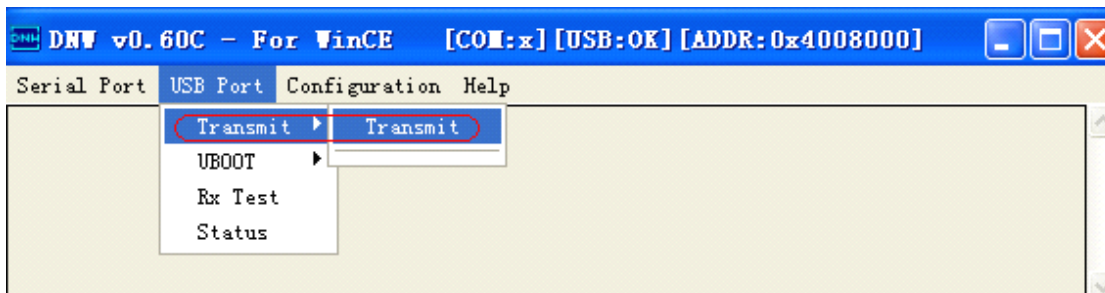 DNW DNW v0.60C - For WinCE [COM:x][USB:OK][ADDR:0x4008000]
Serial Port USB Port Configuration Help
Transmit Transmit
UBOOT
Rx Test
Status